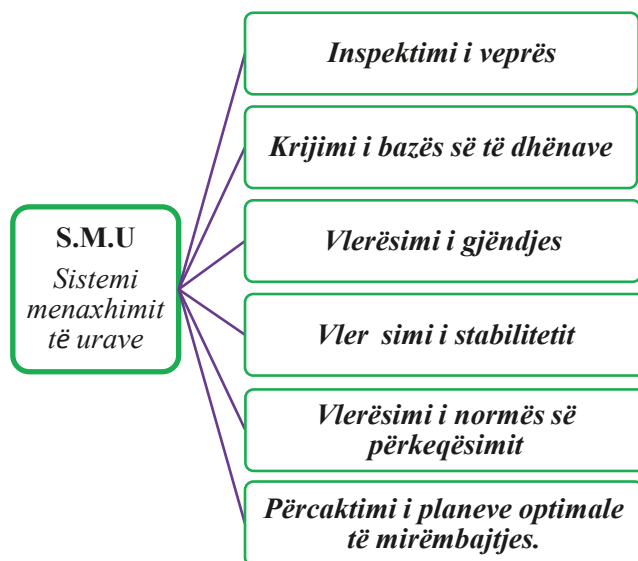 S.M.U
Sistemi
menaxhimit
të urave
Inspektimi i veprës
Krijimi i bazës së të dhënave
Vlerësimi i gjëndjes
Vler simi i stabilitetit
Vlerësimi i normës së
përkeqësimit
Përcaktimi i planeve optimale
të mirëmbajtjes.